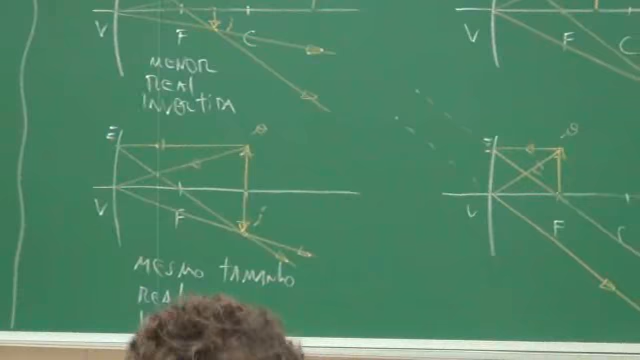 V F C
V F C
MENOR
REAL
INVERTIDA
E o
E o
i
V F
V F C
MESMO TAMANHO
REAL